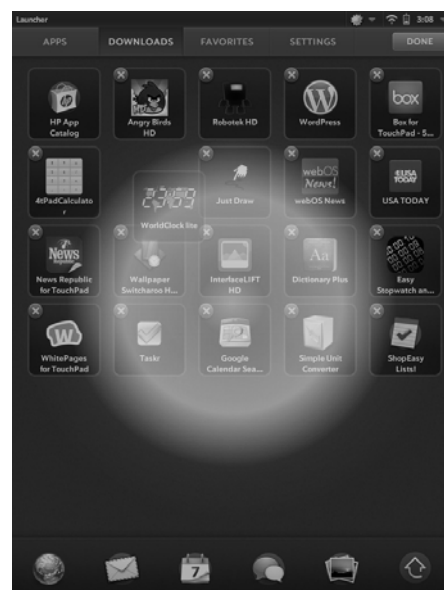 Launcher
3:08
APPS
DOWNLOADS
FAVORITES
SETTINGS
DONE
HP App
Catalog
Angry Birds
HD
Robotek HD
WordPress
box
Box for
TouchPad - S...
4tPadCalculato
r
WorldClock lite
Just Draw
webOS
News!
webOS News
USA
TODAY
USA TODAY
News
News Republic
for TouchPad
Wallpaper
Switcharoo H...
InterfaceLIFT
HD
Aa
Dictionary Plus
Easy
Stopwatch an...
W
WhitePages
for TouchPad
Taskr
Google
Calendar Sea...
Simple Unit
Converter
ShopEasy
Lists!
7